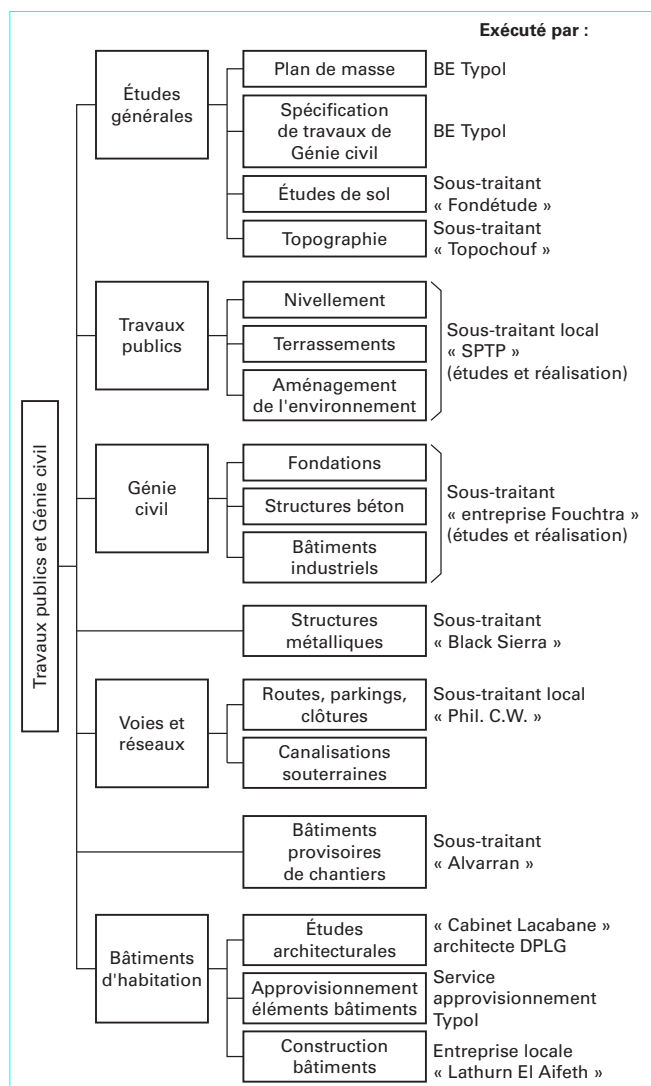 Exécuté par :
Travaux publics et Génie civil
Études
générales
Plan de masse
BE Typol
Spécification
de travaux de
Génie civil
BE Typol
Études de sol
Sous-traitant
« Fondétude »
Topographie
Sous-traitant
« Topochouf »
Travaux
publics
Nivellement
Terrassements
Aménagement
de l'environnement
Sous-traitant local
« SPTP »
(études et réalisation)
Génie
civil
Fondations
Structures béton
Bâtiments
industriels
Sous-traitant
« entreprise Fouchtra »
(études et réalisation)
Structures
métalliques
Sous-traitant
« Black Sierra »
Voies et
réseaux
Routes, parkings,
clôtures
Sous-traitant local
« Phil. C.W. »
Canalisations
souterraines
Bâtiments
provisoires
de chantiers
Sous-traitant
« Alvarran »
Bâtiments
d'habitation
Études
architecturales
« Cabinet Lacabane »
architecte DPLG
Approvisionnement
éléments bâtiments
Service
approvisionnement
Typol
Construction
bâtiments
Entreprise locale
« Lathurn El Aifeth »